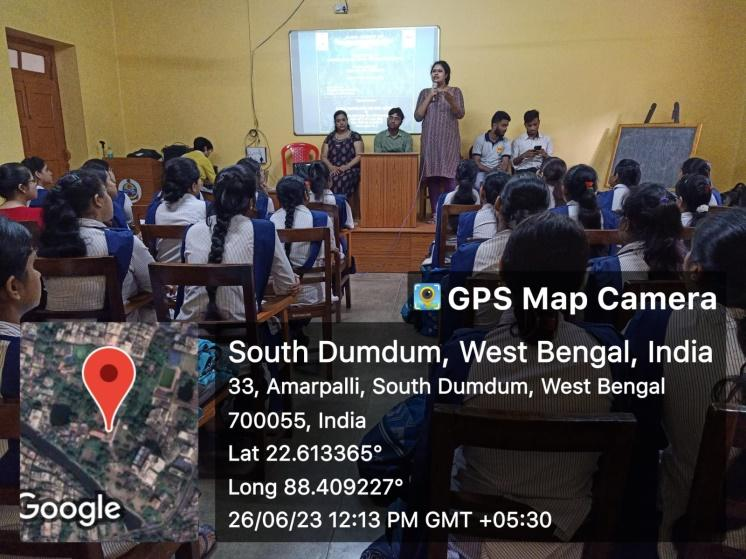 GPS Map Camera
South Dumdum, West Bengal, India
33, Amarpalli, South Dumdum, West Bengal
700055, India
Lat 22.613365°
Long 88.409227°
26/06/23 12:13 PM GMT +05:30
Google